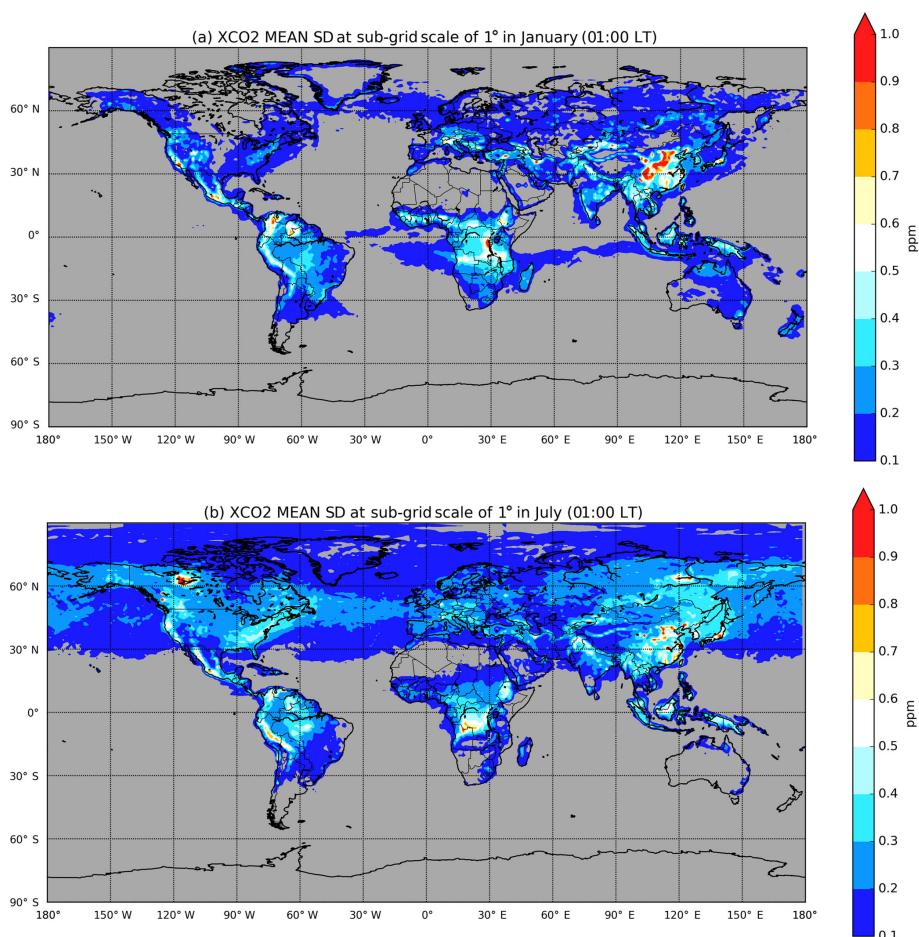 (a) XCO2 MEAN SD at sub-grid scale of 1° in January (01:00 LT)
60° N
30° N
0°
30° S
60° S
90° S
180° 150° W 120° W 90° W 60° W 30° W 0° 30° E 60° E 90° E 120° E 150° E 180°
1.0
0.9
0.8
0.7
0.6
0.5
0.4
0.3
0.2
0.1
ppm
(b) XCO2 MEAN SD at sub-grid scale of 1° in July (01:00 LT)
60° N
30° N
0°
30° S
60° S
90° S
180° 150° W 120° W 90° W 60° W 30° W 0° 30° E 60° E 90° E 120° E 150° E 180°
1.0
0.9
0.8
0.7
0.6
0.5
0.4
0.3
0.2
0.1
ppm